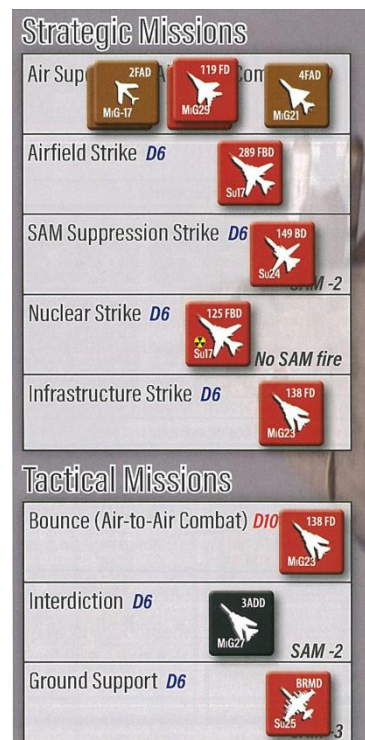 Strategic Missions
Air Sup
2FAD
MiG-17
119 FD
MiG29
Com
4FAD
MiG21
Airfield Strike D6
289 FBD
Su17
SAM Suppression Strike D6
149 BD
Su24
-2
Nuclear Strike D6
125 FBD
Su17
No SAM fire
Infrastructure Strike D6
138 FD
MiG23
Tactical Missions
Bounce (Air-to-Air Combat) D10
138 FD
MiG23
Interdiction D6
3ADD
MiG27
SAM -2
Ground Support D6
BRMD
Su25
-3